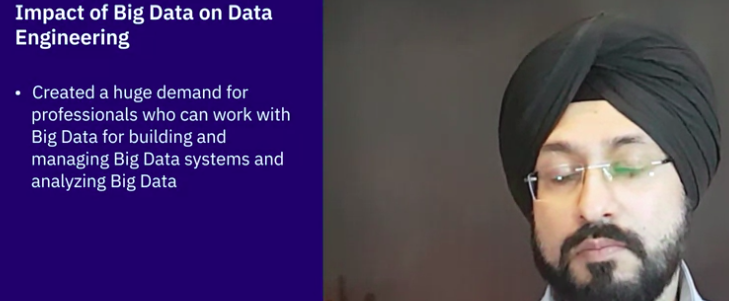 Impact of Big Data on Data
Engineering
• Created a huge demand for
professionals who can work with
Big Data for building and
managing Big Data systems and
analyzing Big Data